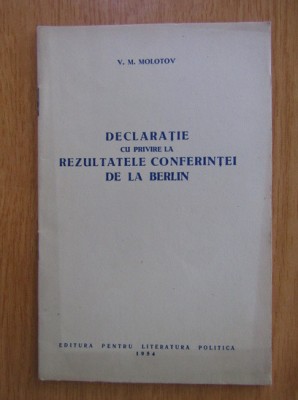 V. M. MOLOTOV
DECLARAȚIE
CU PRIVIRE LA
REZULTATELE CONFERINȚEI
DE LA BERLIN
EDITURA PENTRU LITERATURA POLITICA
1954